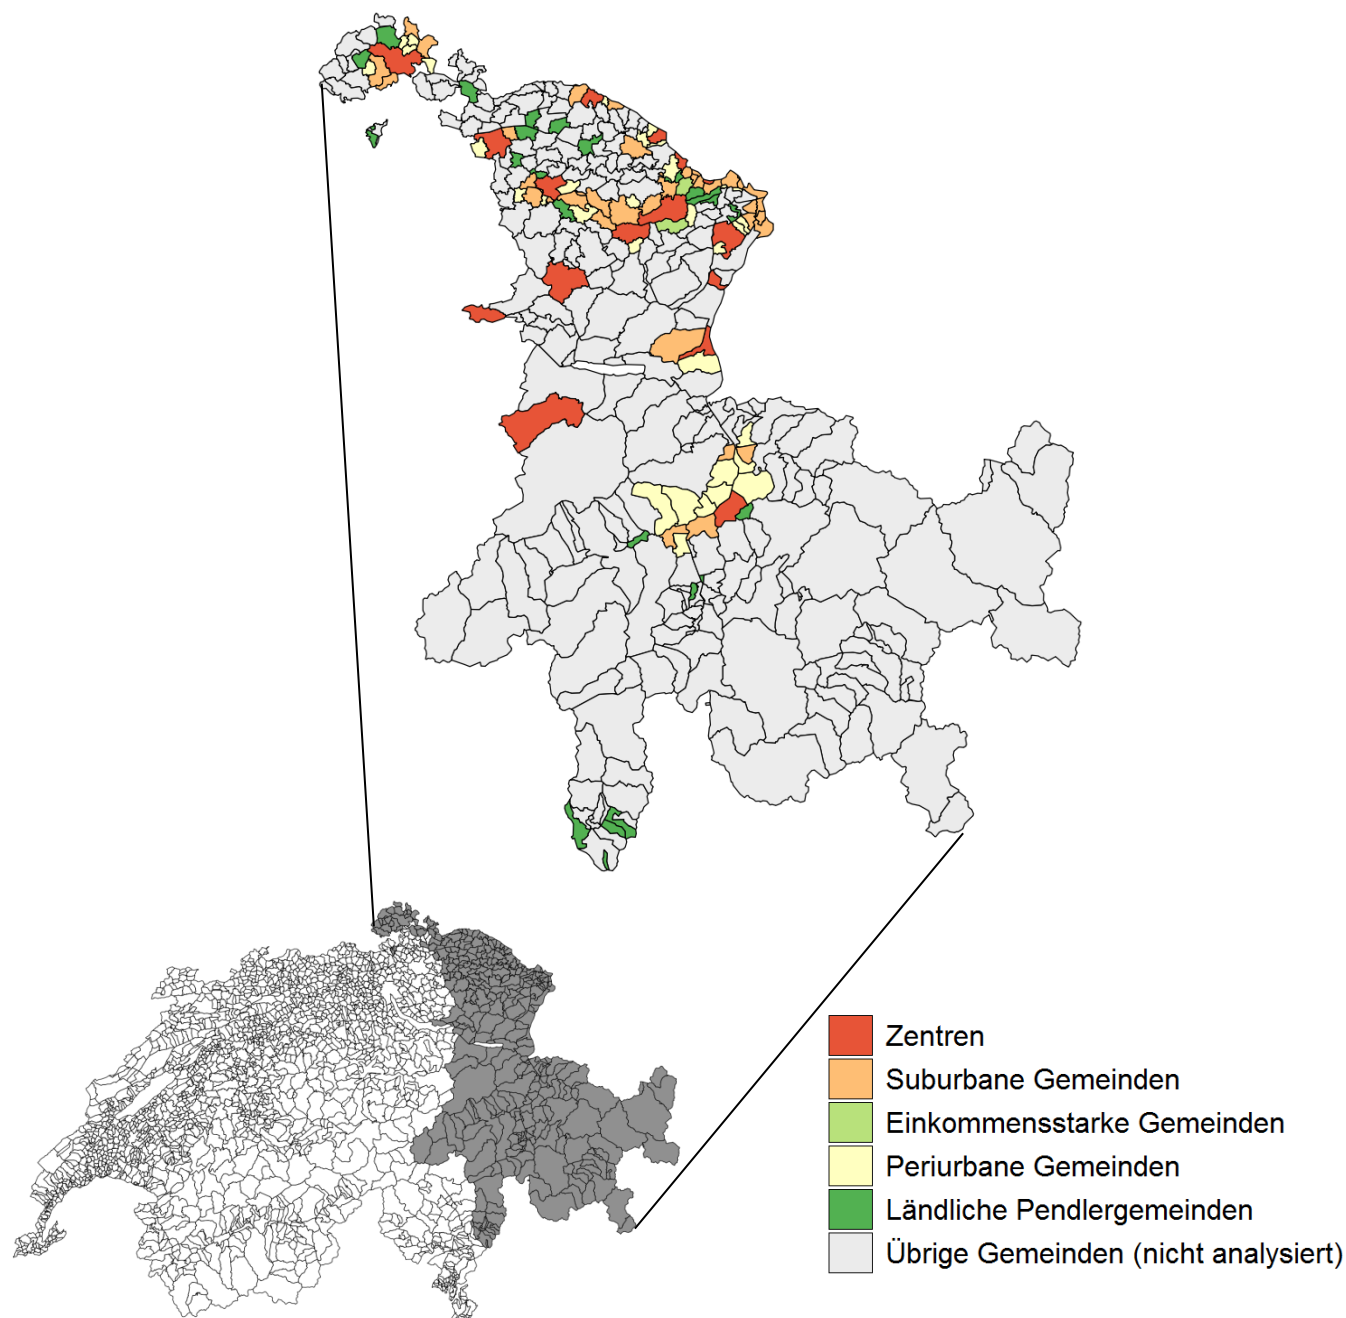 Zentren
Suburbane Gemeinden
Einkommensstarke Gemeinden
Periurbane Gemeinden
Ländliche Pendlergemeinden
Übrige Gemeinden (nicht analysiert)